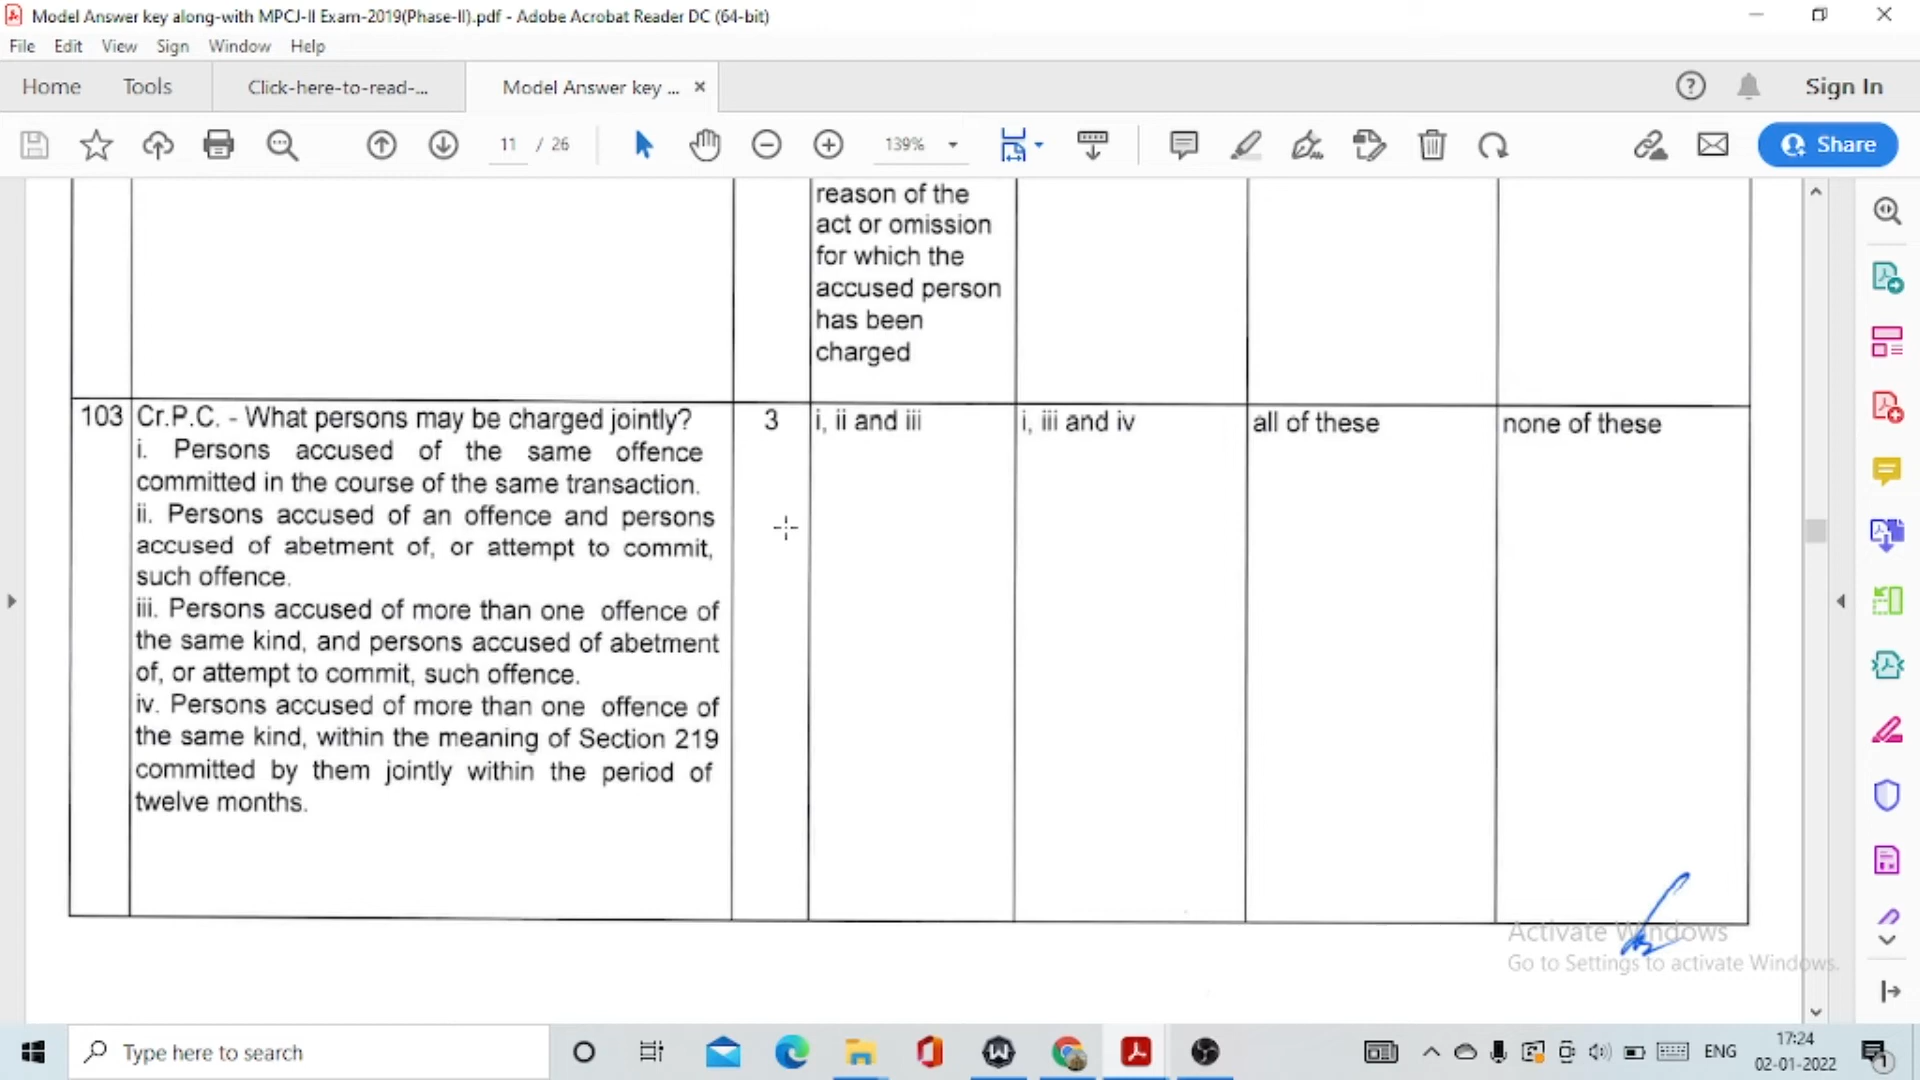 Model Answer key along-with MPCJ-II Exam-2019(Phase-II).pdf - Adobe Acrobat Reader DC (64-bit)
File Edit View Sign Window Help
Home Tools Click-here-to-read-... Model Answer key ... Sign In
11 / 26 139% Share
reason of the
act or omission
for which the
accused person
has been
charged
103 Cr.P.C. - What persons may be charged jointly? 3 i, ii and iii i, iii and iv all of these none of these
i. Persons accused of the same offence
committed in the course of the same transaction.
ii. Persons accused of an offence and persons
accused of abetment of, or attempt to commit,
such offence.
iii. Persons accused of more than one offence of
the same kind, and persons accused of abetment
of, or attempt to commit, such offence.
iv. Persons accused of more than one offence of
the same kind, within the meaning of Section 219
committed by them jointly within the period of
twelve months.
Activate Windows
Go to Settings to activate Windows.
Type here to search
ENG
17:24
02-01-2022
1